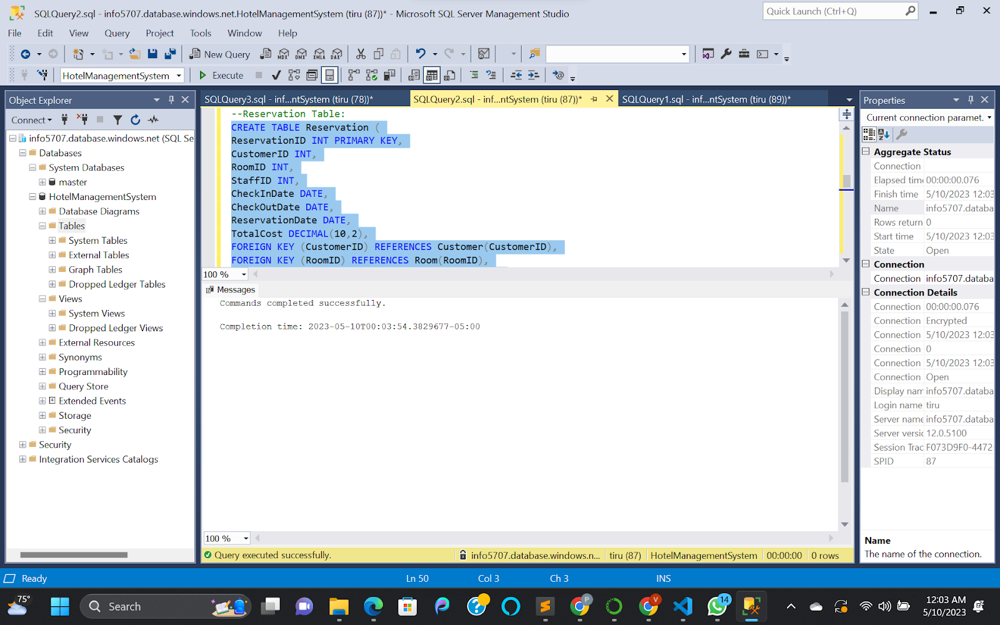 SQLQuery2.sql - info5707.database.windows.net.HotelManagementSystem (tiru (87))* - Microsoft SQL Server Management Studio
Quick Launch (Ctrl+Q)
File Edit View Query Project Tools Window Help
New Query MDX DMX XMLA DAX
HotelManagementSystem Execute
Object Explorer
Connect
info5707.database.windows.net (SQL Se
Databases
System Databases
master
HotelManagementSystem
Database Diagrams
Tables
System Tables
External Tables
Graph Tables
Dropped Ledger Tables
Views
System Views
Dropped Ledger Views
External Resources
Synonyms
Programmability
Query Store
Extended Events
Storage
Security
Security
Integration Services Catalogs
SQLQuery3.sql - inf...ntSystem (tiru (78))* SQLQuery2.sql - inf...ntSystem (tiru (87))* SQLQuery1.sql - inf...ntSystem (tiru (89))*
--Reservation Table:
CREATE TABLE Reservation (
ReservationID INT PRIMARY KEY,
CustomerID INT,
RoomID INT,
StaffID INT,
CheckInDate DATE,
CheckOutDate DATE,
ReservationDate DATE,
TotalCost DECIMAL(10,2),
FOREIGN KEY (CustomerID) REFERENCES Customer(CustomerID),
FOREIGN KEY (RoomID) REFERENCES Room(RoomID),
100 %
Messages
Commands completed successfully.
Completion time: 2023-05-10T00:03:54.3829677-05:00
100 %
Query executed successfully. info5707.database.windows.n... tiru (87) HotelManagementSystem 00:00:00 0 rows
Properties
Current connection paramet.
Aggregate Status
Connection
Elapsed time 00:00:00.076
Finish time 5/10/2023 12:03
Name info5707.databa
Rows return 0
Start time 5/10/2023 12:03
State Open
Connection
Connection info5707.databa
Connection Details
Connection 00:00:00.076
Connection Encrypted
Connection 5/10/2023 12:03
Connection 0
Connection 5/10/2023 12:03
Connection Open
Display nam info5707.databa
Login name tiru
Server name info5707.databa
Server versic 12.0.5100
Session Trac F073D9F0-4472-
SPID 87
Name
The name of the connection.
Ready Ln 50 Col 3 Ch 3 INS
75°
Search
P
V
14
12:03 AM
5/10/2023